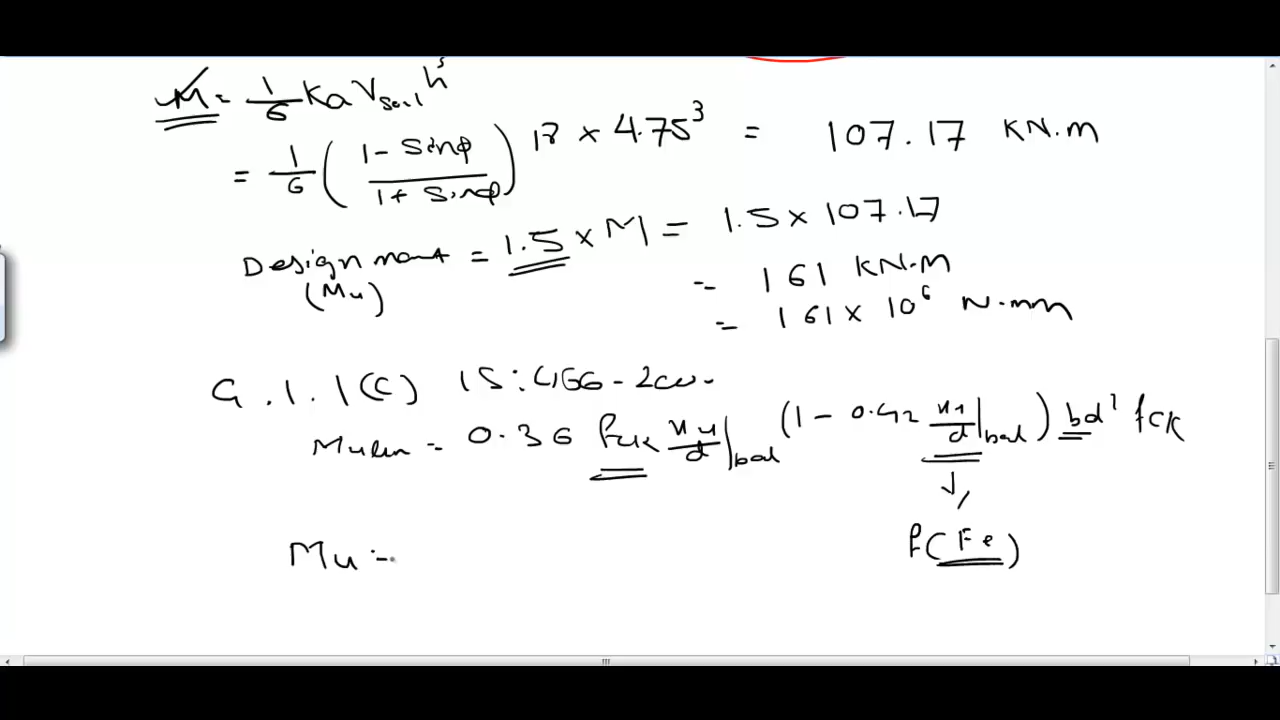 M = 1/6 Ka γsoil h³
= 1/6 ( 1 - Sinφ / 1 + Sinφ ) 18 × 4.75³ = 107.17 KN.m
Design momt = 1.5 × M = 1.5 × 107.17
(Mu)
= 161 KN.M
= 161 × 10⁶ N.mm
G.1.1(C) IS:456-2000
Mulim = 0.36 fck xu/d|bal (1 - 0.42 xu/d|bal) bd² fck
f(Fe)
Mu =